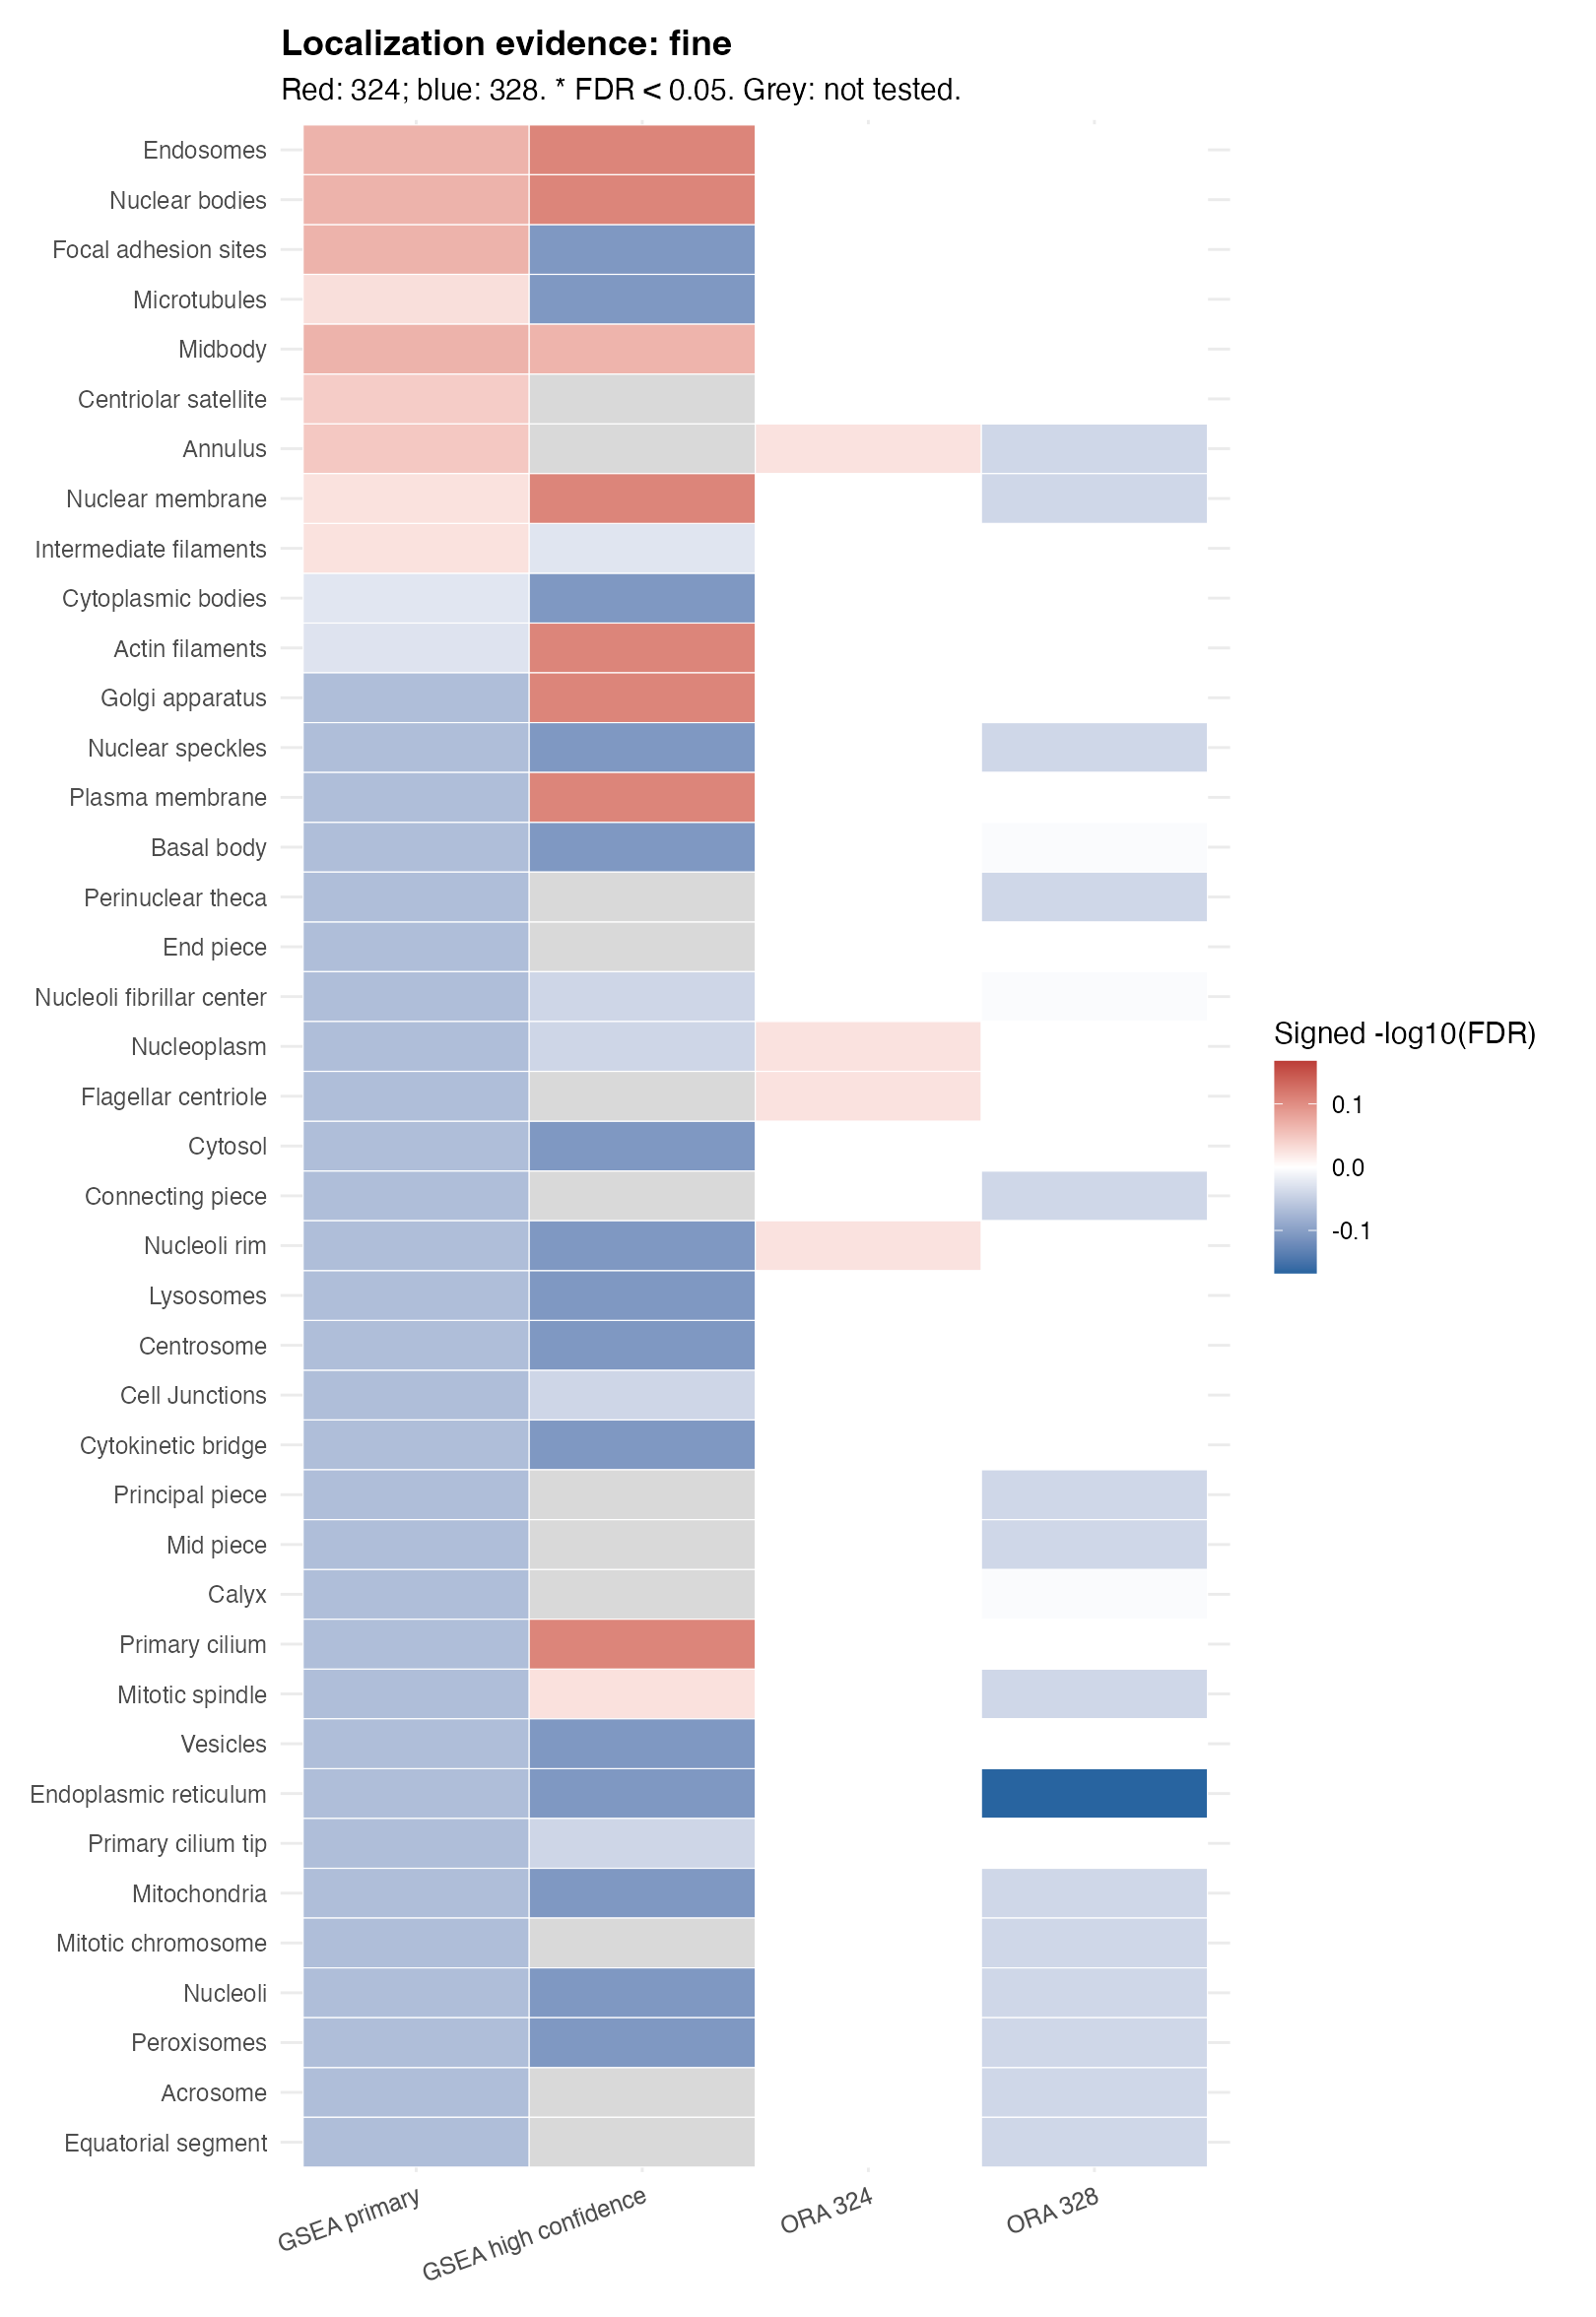 Localization evidence: fine
Red: 324; blue: 328. * FDR < 0.05. Grey: not tested.
Endosomes
Nuclear bodies
Focal adhesion sites
Microtubules
Midbody
Centriolar satellite
Annulus
Nuclear membrane
Intermediate filaments
Cytoplasmic bodies
Actin filaments
Golgi apparatus
Nuclear speckles
Plasma membrane
Basal body
Perinuclear theca
End piece
Nucleoli fibrillar center
Nucleoplasm
Flagellar centriole
Cytosol
Connecting piece
Nucleoli rim
Lysosomes
Centrosome
Cell Junctions
Cytokinetic bridge
Principal piece
Mid piece
Calyx
Primary cilium
Mitotic spindle
Vesicles
Endoplasmic reticulum
Primary cilium tip
Mitochondria
Mitotic chromosome
Nucleoli
Peroxisomes
Acrosome
Equatorial segment
GSEA primary
GSEA high confidence
ORA 324
ORA 328
Signed -log10(FDR)
0.1
0.0
-0.1